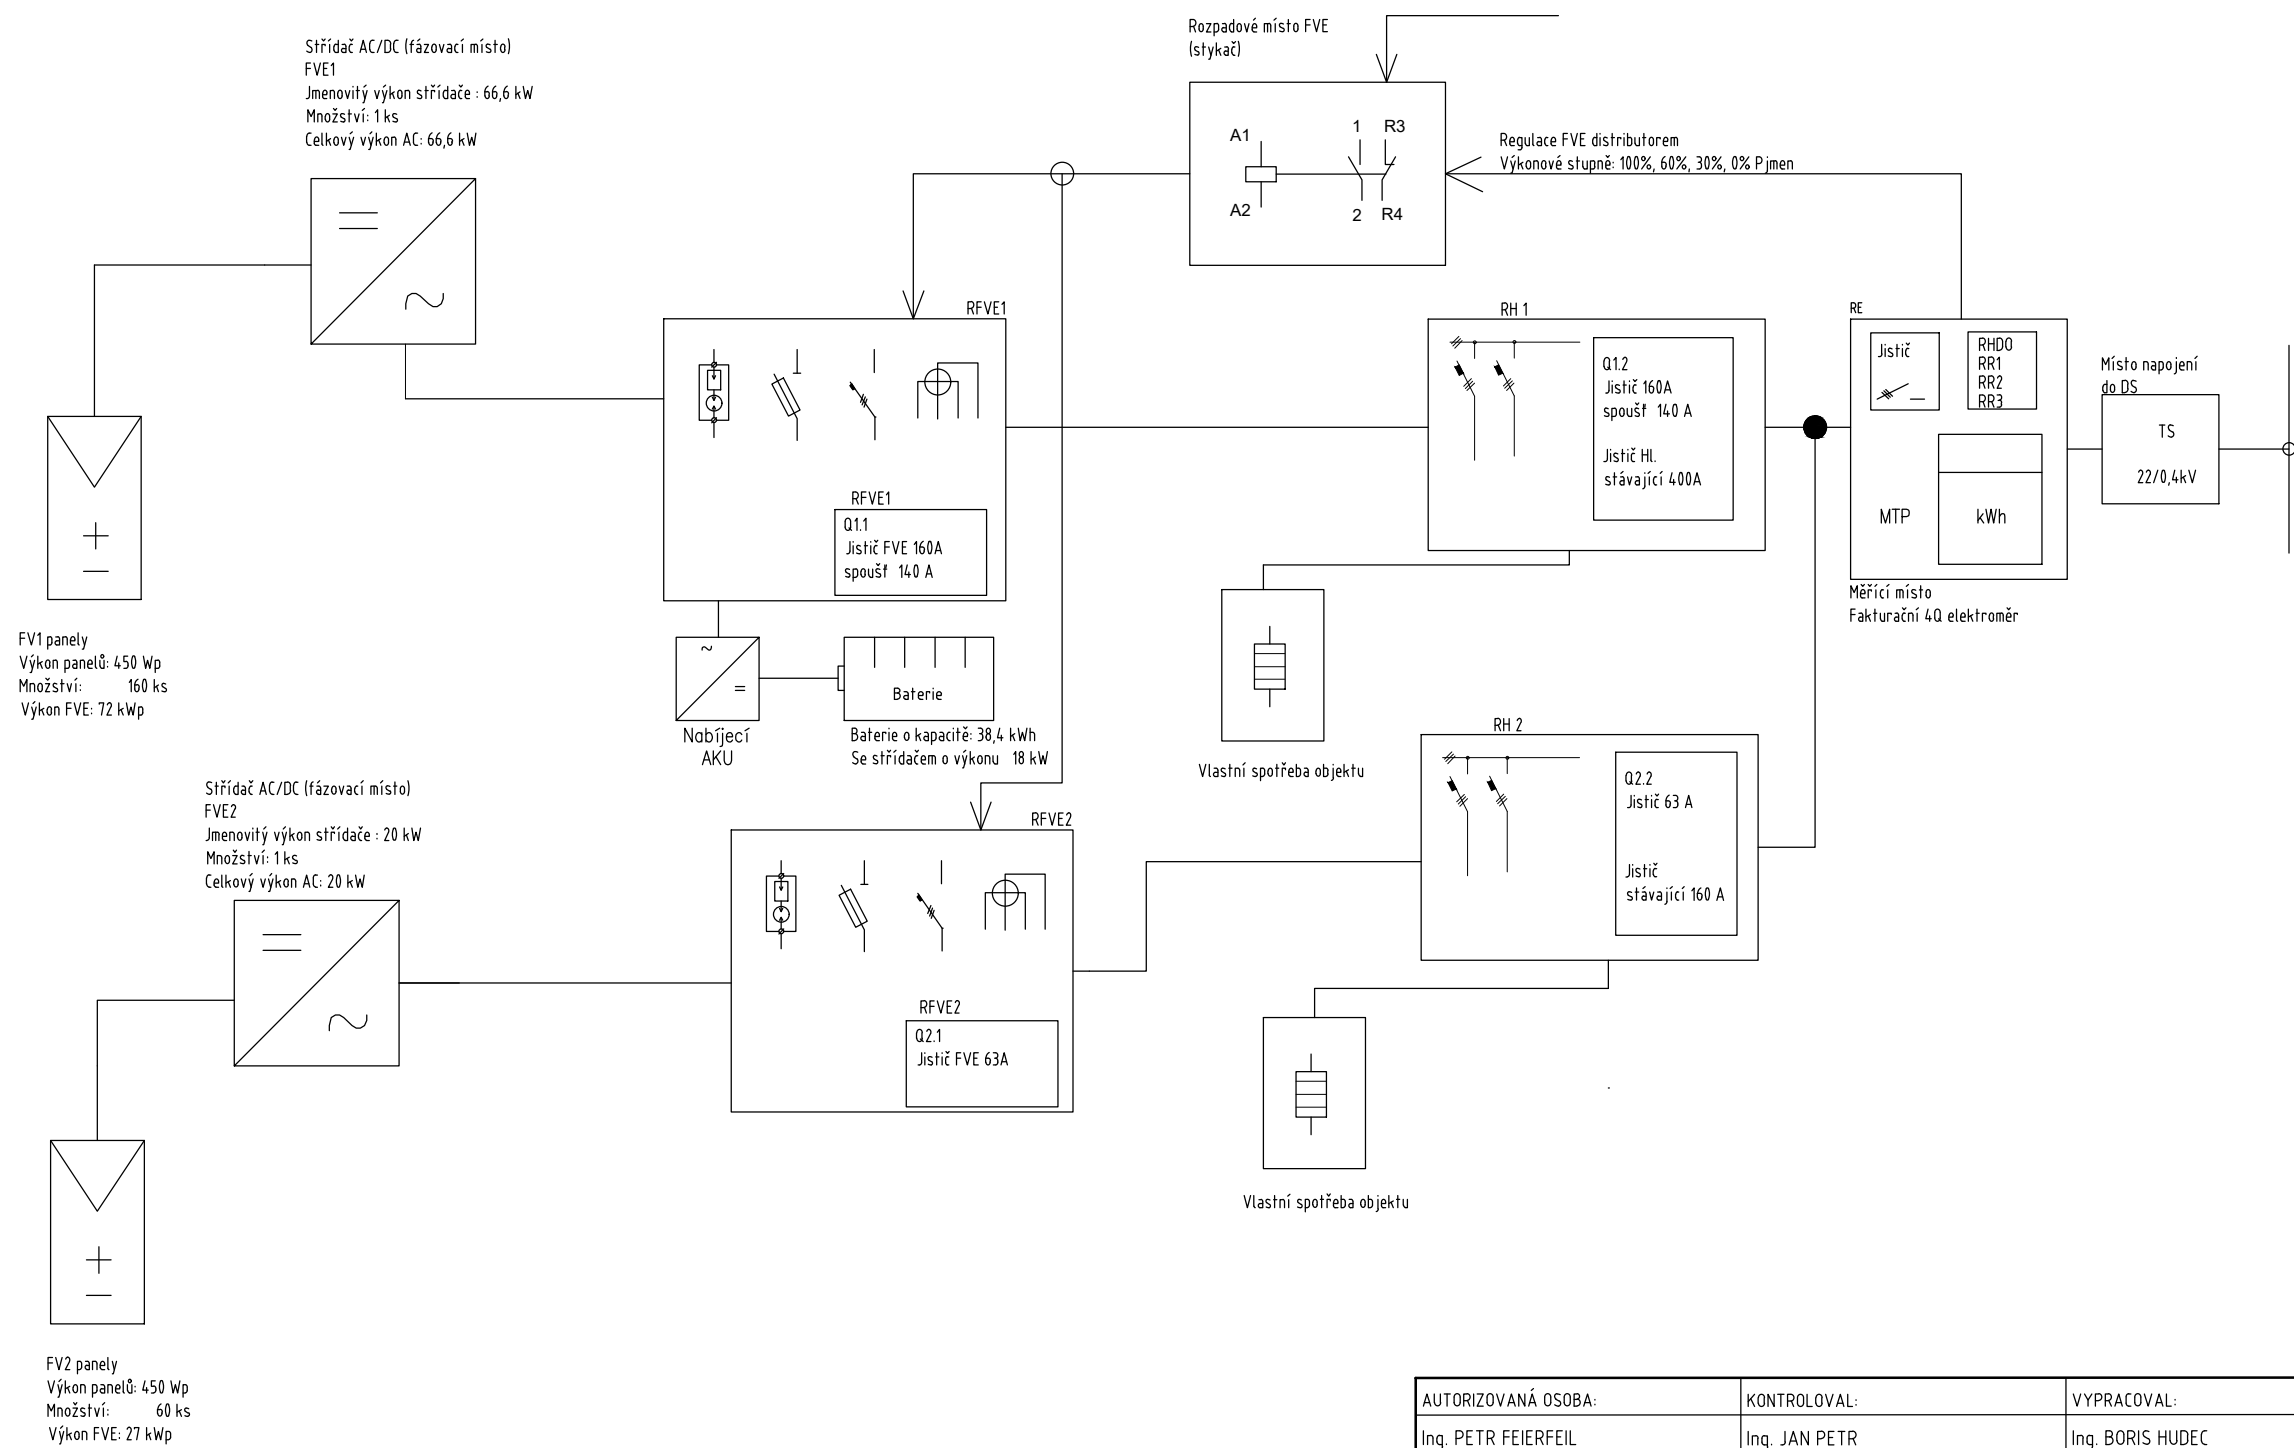 Rozpadové místo FVE
(stykač)
Střídač AC/DC (fázovací místo)
FVE1
Jmenovitý výkon střídače : 66,6 kW
Množství: 1 ks
Celkový výkon AC: 66,6 kW
A1
1
R3
A2
2
R4
Regulace FVE distributorem
Výkonové stupně: 100%, 60%, 30%, 0% Pjmen
RFVE1
RFVE1
Q1.1
Jistič FVE 160A
spoušť 140 A
RH 1
Q1.2
Jistič 160A
spoušť 140 A
Jistič Hl.
stávající 400A
RE
Jistič
RHDO
RR1
RR2
RR3
MTP
kWh
Měřící místo
Fakturační 4Q elektroměr
Místo napojení
do DS
TS
22/0,4kV
FV1 panely
Výkon panelů: 450 Wp
Množství: 160 ks
Výkon FVE: 72 kWp
~
=
Nabíjecí
AKU
Baterie
Baterie o kapacitě: 38,4 kWh
Se střídačem o výkonu 18 kW
Vlastní spotřeba objektu
RH 2
Q2.2
Jistič 63 A
Jistič
stávající 160 A
Střídač AC/DC (fázovací místo)
FVE2
Jmenovitý výkon střídače : 20 kW
Množství: 1 ks
Celkový výkon AC: 20 kW
RFVE2
RFVE2
Q2.1
Jistič FVE 63A
Vlastní spotřeba objektu
FV2 panely
Výkon panelů: 450 Wp
Množství: 60 ks
Výkon FVE: 27 kWp
AUTORIZOVANÁ OSOBA:
KONTROLOVAL:
VYPRACOVAL:
Ing. PETR FEIERFEIL
Ing. JAN PETR
Ing. BORIS HUDEC